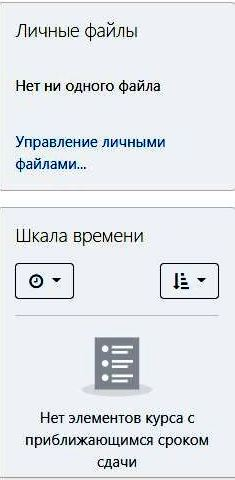 Личные файлы
Нет ни одного файла
Управление личными
файлами...
Шкала времени
Нет элементов курса с
приближающимся сроком
сдачи